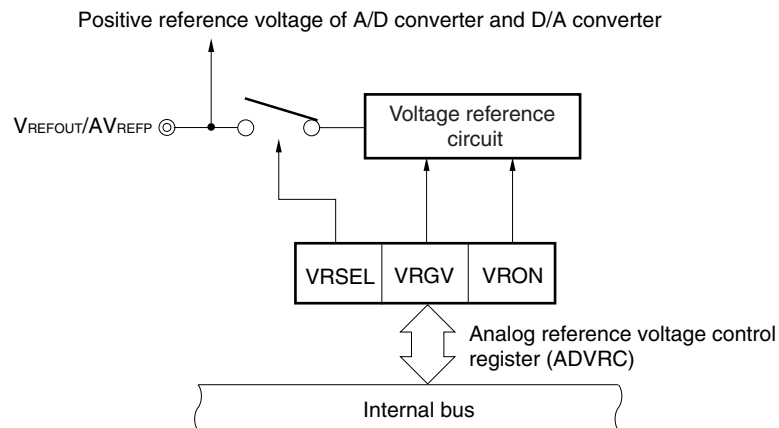 Positive reference voltage of A/D converter and D/A converter
VREFOUT/AVREFP
Voltage reference
circuit
VRSEL VRGV VRON
Analog reference voltage control
register (ADVRC)
Internal bus